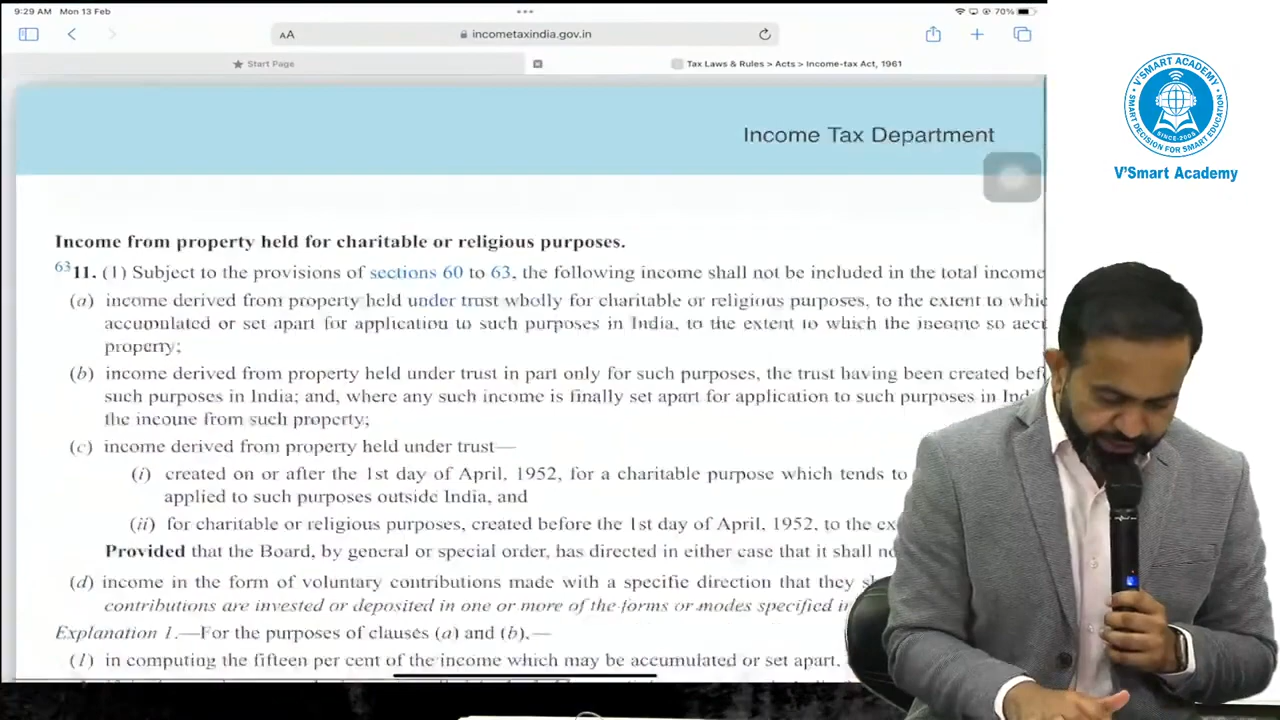 9:29 AM Mon 13 Feb
70%
AA
incometaxindia.gov.in
Start Page
Tax Laws & Rules > Acts > Income-tax Act, 1961
Income Tax Department
V'SMART ACADEMY
SMART DECISION FOR SMART EDUCATION
SINCE-2008
V'Smart Academy
Income from property held for charitable or religious purposes.
63 11. (1) Subject to the provisions of sections 60 to 63, the following income shall not be included in the total income
(a) income derived from property held under trust wholly for charitable or religious purposes, to the extent to whic
accumulated or set apart for application to such purposes in India, to the extent to which the income so acc
property;
(b) income derived from property held under trust in part only for such purposes, the trust having been created bef
such purposes in India; and, where any such income is finally set apart for application to such purposes in Ind
the income from such property;
(c) income derived from property held under trust—
(i) created on or after the 1st day of April, 1952, for a charitable purpose which tends to
applied to such purposes outside India, and
(ii) for charitable or religious purposes, created before the 1st day of April, 1952, to the ex
Provided that the Board, by general or special order, has directed in either case that it shall no
(d) income in the form of voluntary contributions made with a specific direction that they s
contributions are invested or deposited in one or more of the forms or modes specified in
Explanation 1.—For the purposes of clauses (a) and (b),—
(1) in computing the fifteen per cent of the income which may be accumulated or set apart,